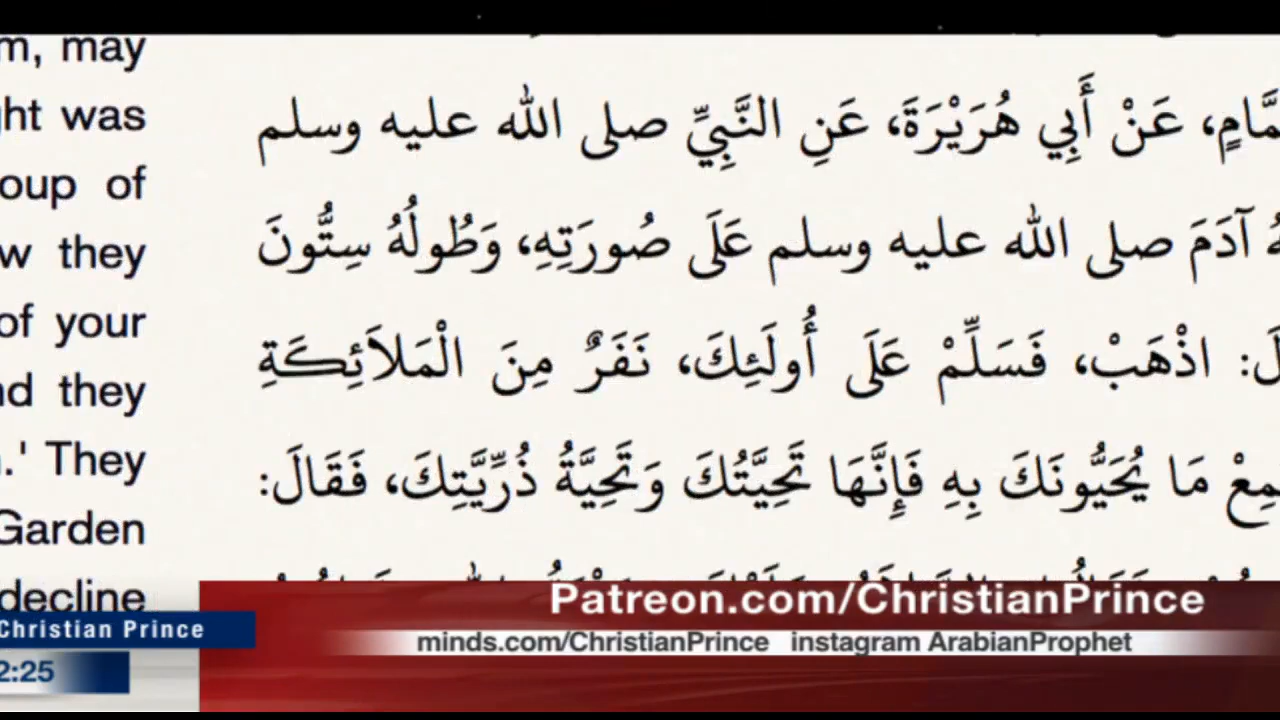 m, may
ght was
oup of
w they
of your
nd they
.' They
Garden
decline
مَّامٍ، عَنْ أَبِي هُرَيْرَةَ، عَنِ النَّبِيِّ صلى الله عليه وسلم
هُ آدَمَ صلى الله عليه وسلم عَلَى صُورَتِهِ، وَطُولُهُ سِتُّونَ
لَ: اذْهَبْ، فَسَلِّمْ عَلَى أُولَئِكَ، نَفَرٌ مِنَ الْمَلاَئِكَةِ
مِعْ مَا يُحَيُّونَكَ بِهِ فَإِنَّهَا تَحِيَّتُكَ وَتَحِيَّةُ ذُرِّيَّتِكَ، فَقَالَ:
Patreon.com/ChristianPrince
Christian Prince
minds.com/ChristianPrince instagram ArabianProphet
2:25